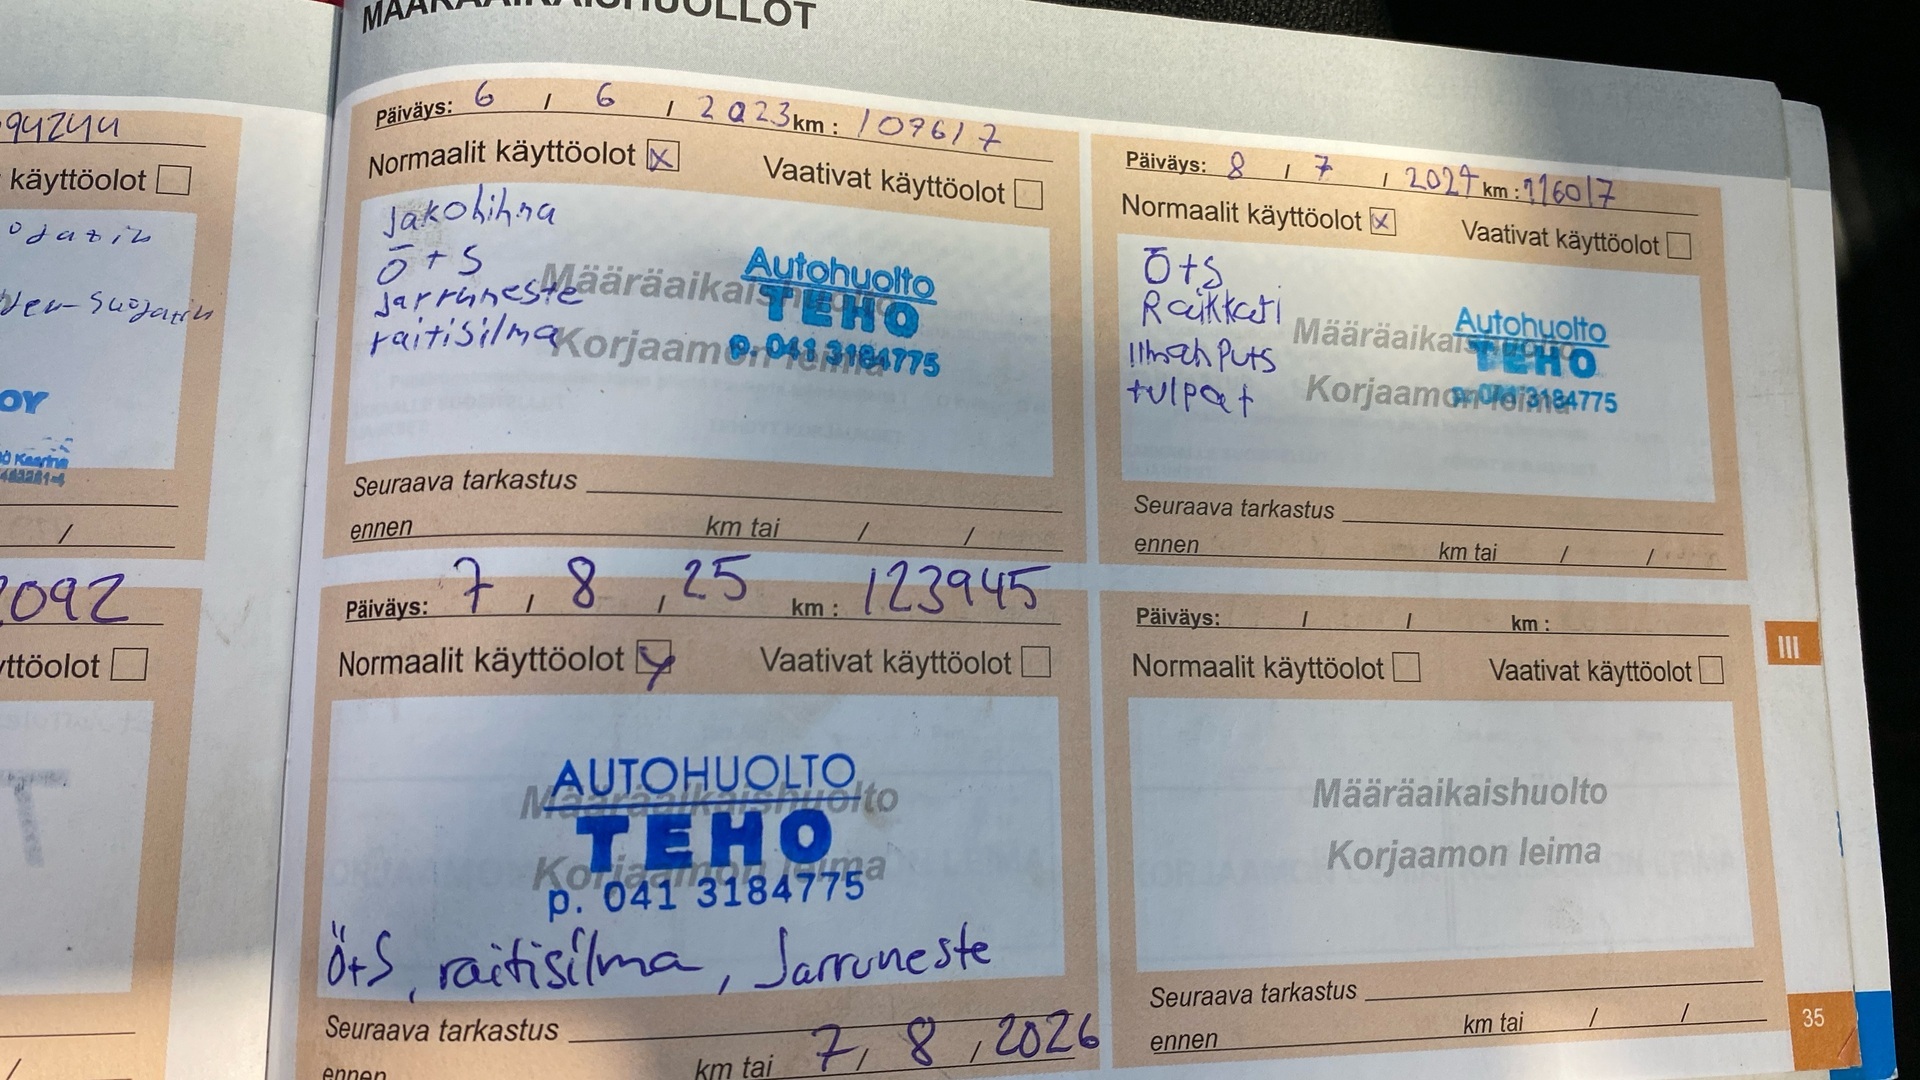 MÄÄRÄAIKAISHUOLLOT
94244
käyttöolot
OY
/
2092
/
Päiväys: 6 / 6 / 2023 km : 109617
Normaalit käyttöolot x Vaativat käyttöolot
Jakohihna
Ö + S
Jarruneste
raitisilma
Määräaikaishuolto
Korjaamon leima
Autohuolto
TEHO
p. 041 3184775
Seuraava tarkastus
ennen km tai / /
Päiväys: 8 / 7 / 2024 km : 116017
Normaalit käyttöolot x Vaativat käyttöolot
Ö+S
Raikkari
Puts
tulpat
Määräaikaishuolto
Korjaamon leima
Autohuolto
TEHO
p. 041 3184775
Seuraava tarkastus
ennen km tai / /
Päiväys: 7 / 8 / 25 km : 123945
Normaalit käyttöolot x Vaativat käyttöolot
Määräaikaishuolto
Korjaamon leima
AUTOHUOLTO
TEHO
p. 041 3184775
Ö+S, raitisilma, Jarruneste
Seuraava tarkastus
ennen km tai 7 / 8 / 2026
Päiväys: / / km :
Normaalit käyttöolot Vaativat käyttöolot
Määräaikaishuolto
Korjaamon leima
Seuraava tarkastus
ennen km tai / /
III
35